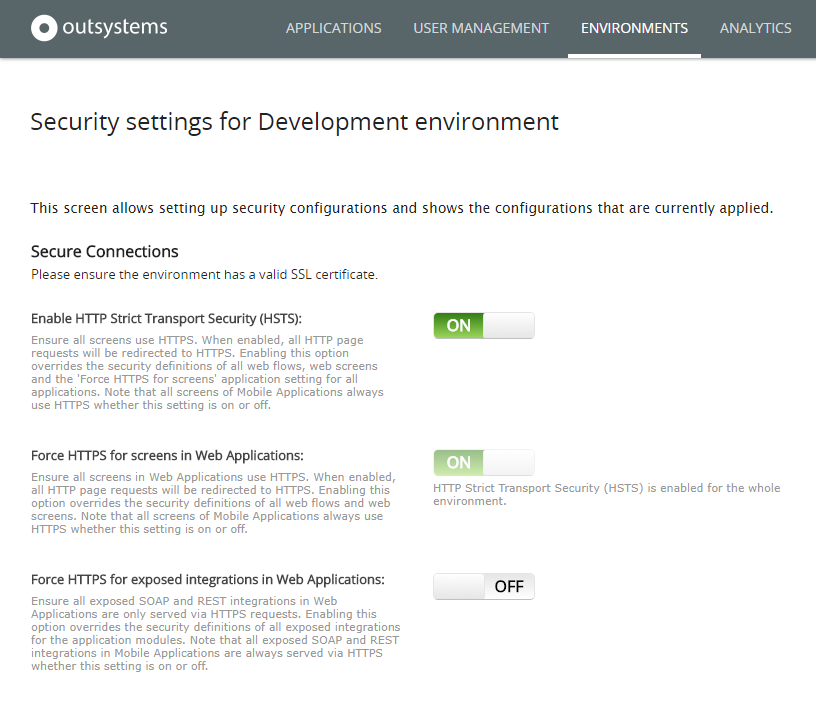 outsystems
APPLICATIONS
USER MANAGEMENT
ENVIRONMENTS
ANALYTICS
Security settings for Development environment
This screen allows setting up security configurations and shows the configurations that are currently applied.
Secure Connections
Please ensure the environment has a valid SSL certificate.
Enable HTTP Strict Transport Security (HSTS):
ON
Ensure all screens use HTTPS. When enabled, all HTTP page
requests will be redirected to HTTPS. Enabling this option
overrides the security definitions of all web flows, web screens
and the 'Force HTTPS for screens' application setting for all
applications. Note that all screens of Mobile Applications always
use HTTPS whether this setting is on or off.
Force HTTPS for screens in Web Applications:
ON
Ensure all screens in Web Applications use HTTPS. When enabled,
all HTTP page requests will be redirected to HTTPS. Enabling this
option overrides the security definitions of all web flows and web
screens. Note that all screens of Mobile Applications always use
HTTPS whether this setting is on or off.
HTTP Strict Transport Security (HSTS) is enabled for the whole
environment.
Force HTTPS for exposed integrations in Web Applications:
OFF
Ensure all exposed SOAP and REST integrations in Web
Applications are only served via HTTPS requests. Enabling this
option overrides the security definitions of all exposed integrations
for the application modules. Note that all exposed SOAP and REST
integrations in Mobile Applications are always served via HTTPS
whether this setting is on or off.